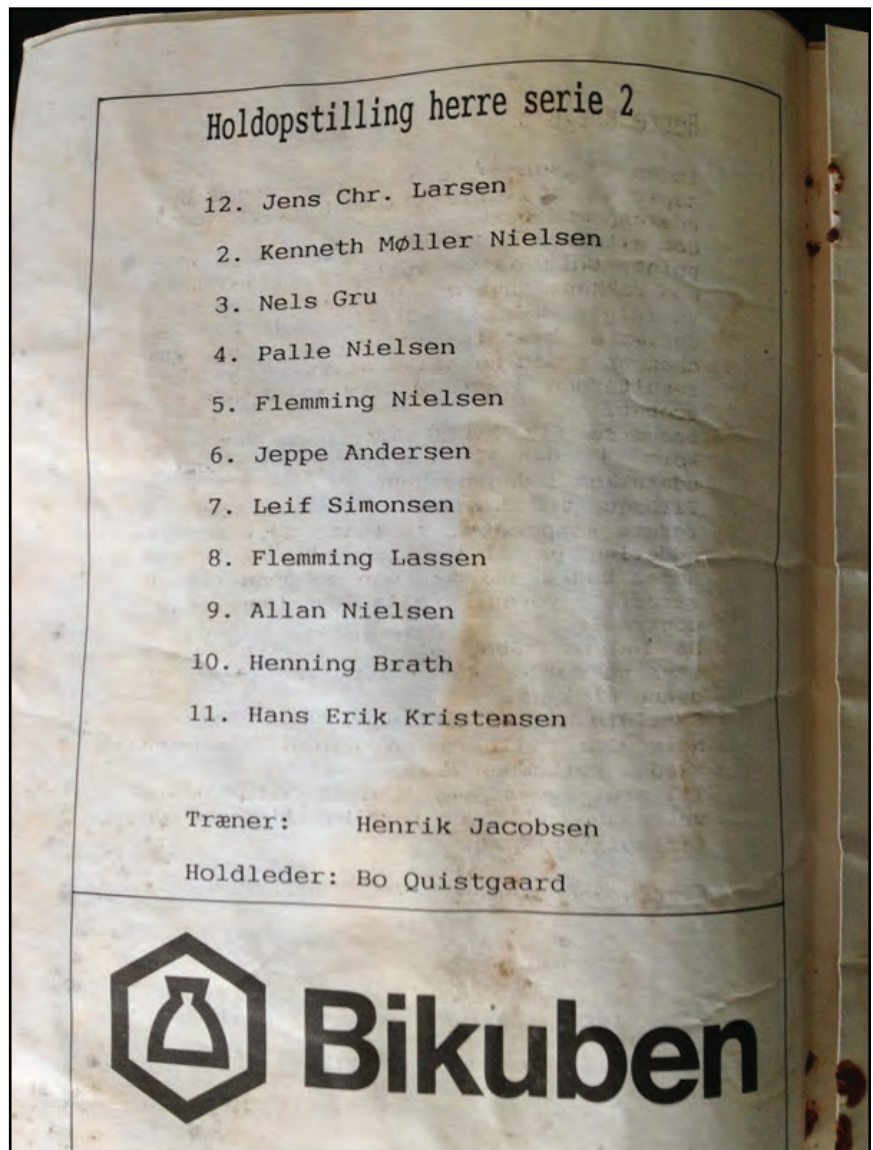 Holdopstilling herre serie 2
12. Jens Chr. Larsen
2. Kenneth Møller Nielsen
3. Nels Gru
4. Palle Nielsen
5. Flemming Nielsen
6. Jeppe Andersen
7. Leif Simonsen
8. Flemming Lassen
9. Allan Nielsen
10. Henning Brath
11. Hans Erik Kristensen
Træner: Henrik Jacobsen
Holdleder: Bo Quistgaard
Bikuben